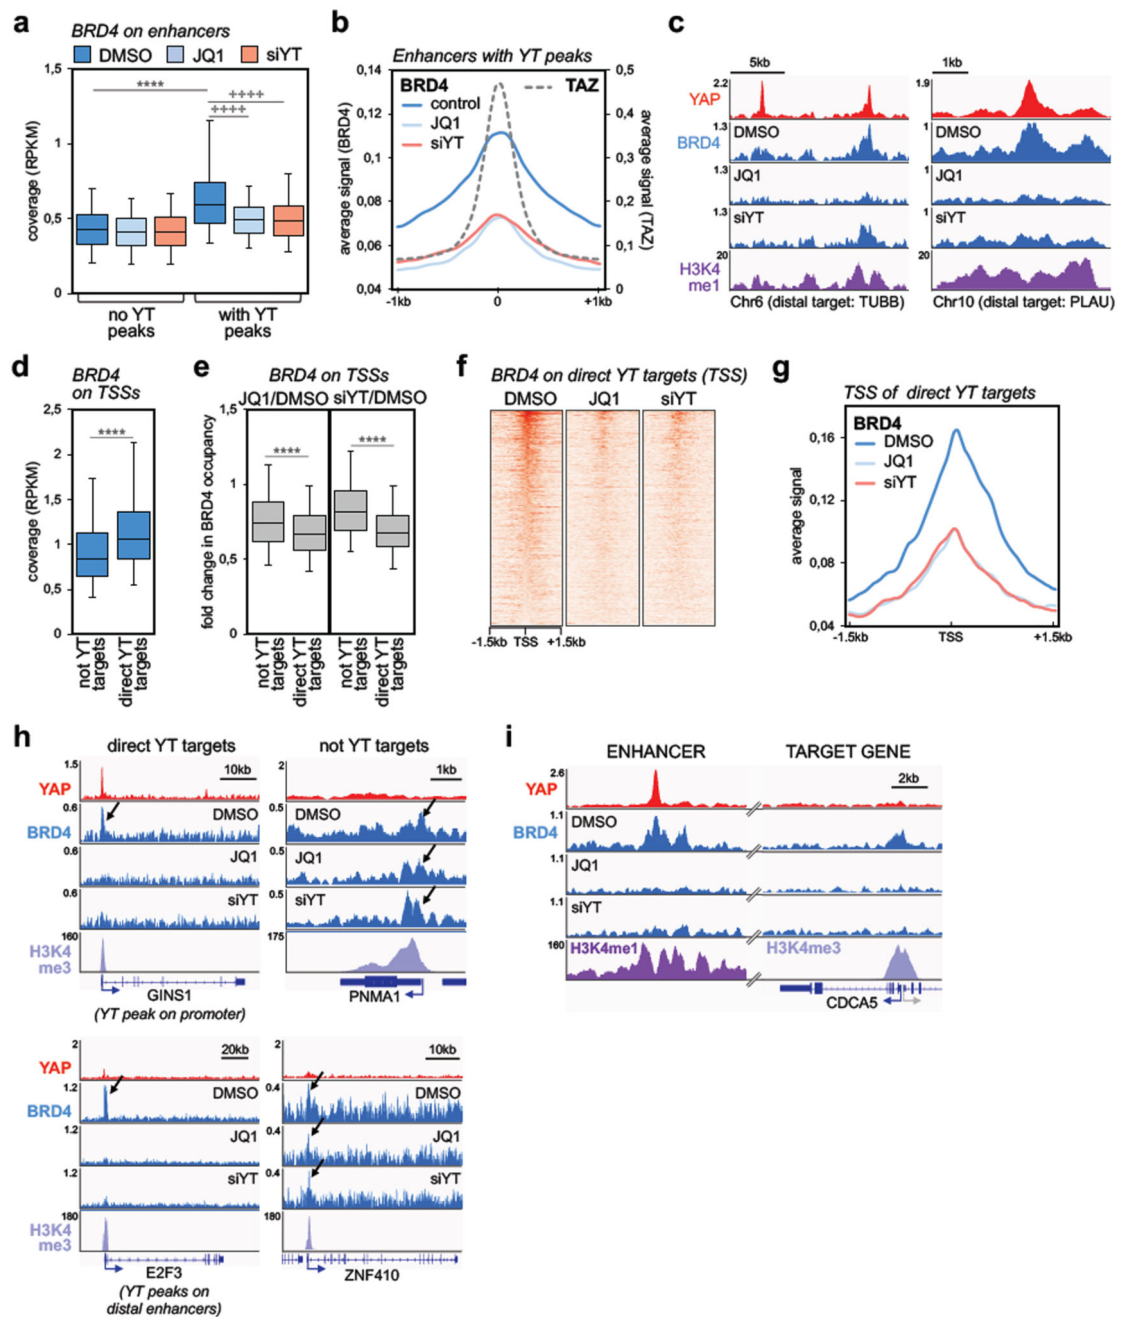 a
BRD4 on enhancers
DMSO JQ1 siYT
coverage (RPKM)
1,5
1
0,5
0
****
++++
++++
no YT peaks
with YT peaks
b
Enhancers with YT peaks
BRD4
control
JQ1
siYT
TAZ
average signal (BRD4)
0,14
0,12
0,1
0,08
0,06
0,04
average signal (TAZ)
0,5
0,4
0,3
0,2
0,1
0
-1kb 0 +1kb
c
5kb
1kb
YAP
2.2
1.9
BRD4
DMSO
1.3
DMSO
1
JQ1
1.3
JQ1
1
siYT
1.3
siYT
1
H3K4
me1
20
20
Chr6 (distal target: TUBB)
Chr10 (distal target: PLAU)
d
BRD4
on TSSs
coverage (RPKM)
2,5
2
1,5
1
0,5
0
****
not YT targets
direct YT targets
e
BRD4 on TSSs
JQ1/DMSO siYT/DMSO
fold change in BRD4 occupancy
1,5
1
0,5
0
****
****
not YT targets
direct YT targets
not YT targets
direct YT targets
f
BRD4 on direct YT targets (TSS)
DMSO JQ1 siYT
-1.5kb TSS +1.5kb
g
TSS of direct YT targets
BRD4
DMSO
JQ1
siYT
average signal
0,16
0,12
0,08
0,04
-1.5kb TSS +1.5kb
h
direct YT targets
not YT targets
YAP
1.5
10kb
2
1kb
BRD4
0.6
DMSO
0.5
DMSO
0.6
JQ1
0.5
JQ1
0.6
siYT
0.5
siYT
H3K4
me3
160
175
GINS1
(YT peak on promoter)
PNMA1
YAP
2
20kb
2
10kb
BRD4
1.2
DMSO
0.4
DMSO
1.2
JQ1
0.4
JQ1
1.2
siYT
0.4
siYT
H3K4
me3
180
180
E2F3
(YT peaks on
distal enhancers)
ZNF410
i
ENHANCER
TARGET GENE
YAP
2.6
2kb
BRD4
1.1
DMSO
1.1
JQ1
1.1
siYT
160
H3K4me1
H3K4me3
CDCA5